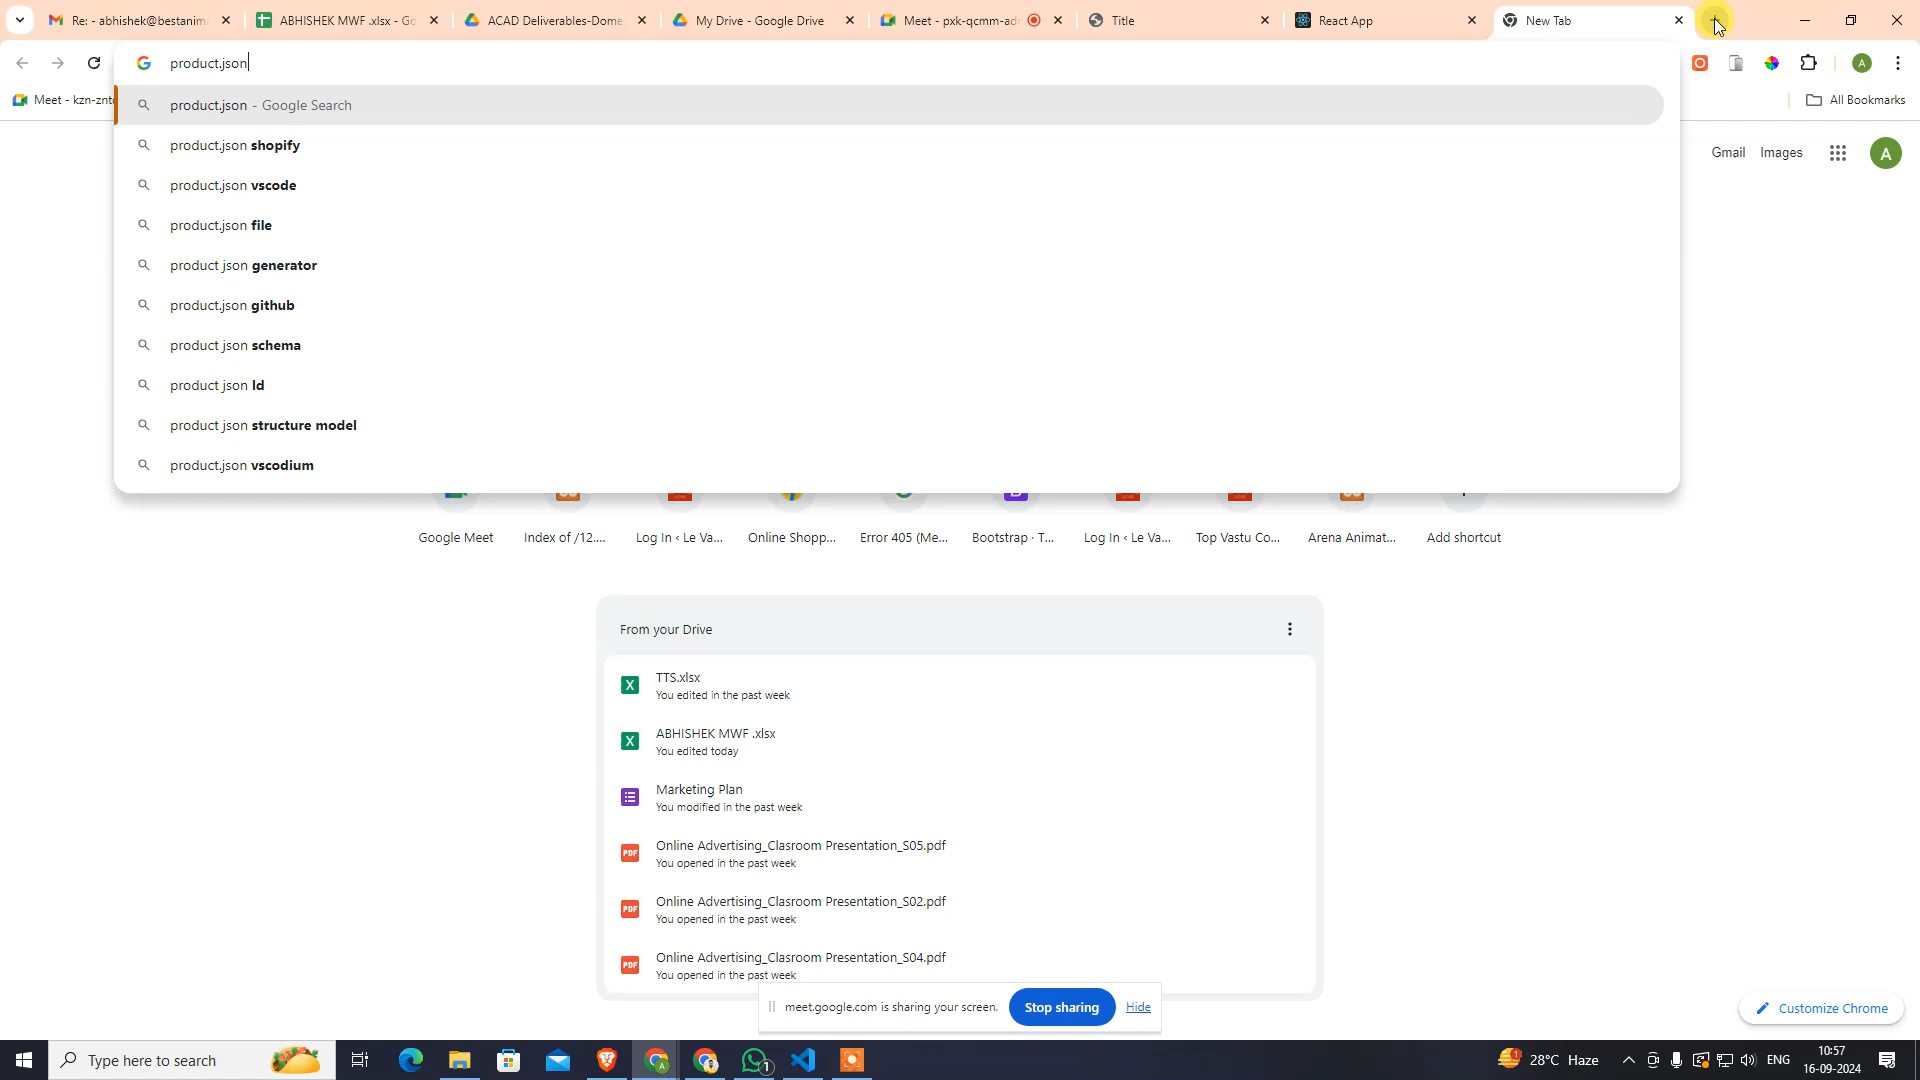 Re: - abhishek@bestanima
ABHISHEK MWF .xlsx - Go
ACAD Deliverables-Dome
My Drive - Google Drive
Meet - pxk-qcmm-adr
Title
React App
New Tab
product.json
A
Meet - kzn-znt
All Bookmarks
product.json - Google Search
product.json shopify
product.json vscode
product.json file
product json generator
product.json github
product json schema
product json ld
product json structure model
product.json vscodium
Gmail Images A
Google Meet
Index of /12....
Log In ‹ Le Va...
Online Shopp...
Error 405 (Me...
Bootstrap · T...
Log In ‹ Le Va...
Top Vastu Co...
Arena Animat...
Add shortcut
From your Drive
TTS.xlsx
You edited in the past week
ABHISHEK MWF .xlsx
You edited today
Marketing Plan
You modified in the past week
PDF
Online Advertising_Clasroom Presentation_S05.pdf
You opened in the past week
PDF
Online Advertising_Clasroom Presentation_S02.pdf
You opened in the past week
PDF
Online Advertising_Clasroom Presentation_S04.pdf
You opened in the past week
meet.google.com is sharing your screen.
Stop sharing
Hide
Customize Chrome
Type here to search
28°C Haze
ENG
10:57
16-09-2024